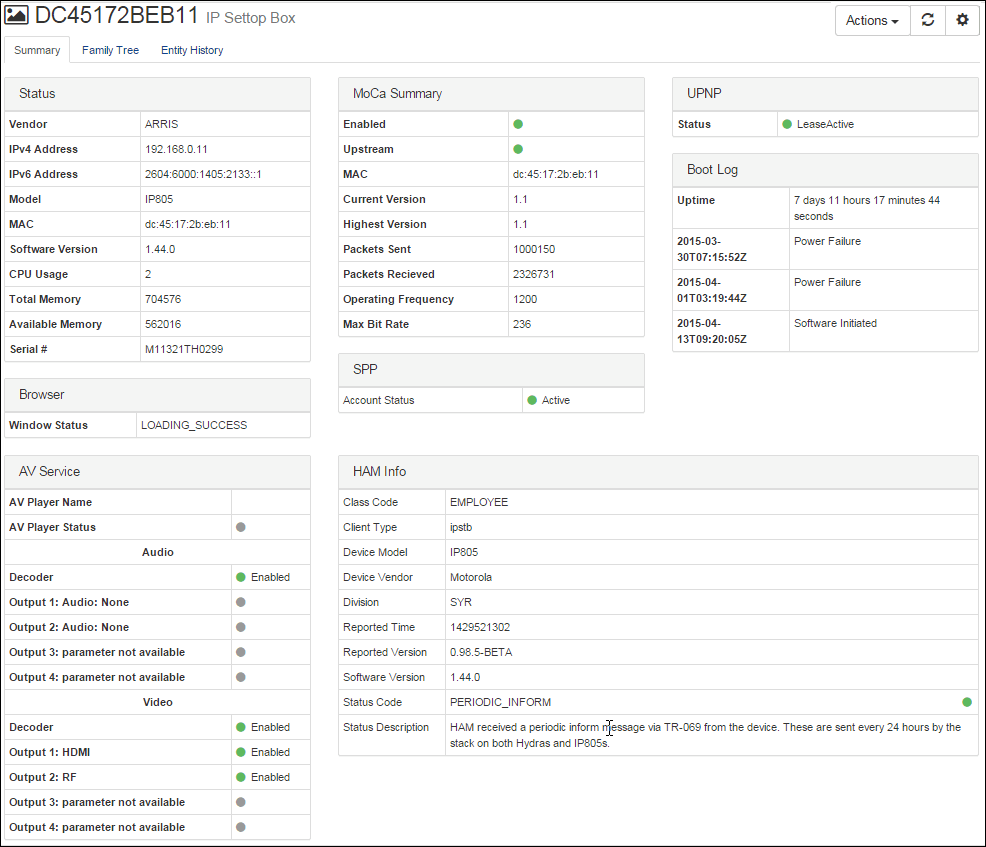 DC45172BEB11 IP Settop Box
Actions
Summary Family Tree Entity History
Status
Vendor ARRIS
IPv4 Address 192.168.0.11
IPv6 Address 2604:6000:1405:2133::1
Model IP805
MAC dc:45:17:2b:eb:11
Software Version 1.44.0
CPU Usage 2
Total Memory 704576
Available Memory 562016
Serial # M11321TH0299
Browser
Window Status LOADING_SUCCESS
MoCa Summary
Enabled
Upstream
MAC dc:45:17:2b:eb:11
Current Version 1.1
Highest Version 1.1
Packets Sent 1000150
Packets Recieved 2326731
Operating Frequency 1200
Max Bit Rate 236
SPP
Account Status Active
UPNP
Status LeaseActive
Boot Log
Uptime 7 days 11 hours 17 minutes 44
seconds
2015-03- Power Failure
30T07:15:52Z
2015-04- Power Failure
01T03:19:44Z
2015-04- Software Initiated
13T09:20:05Z
AV Service
AV Player Name
AV Player Status
Audio
Decoder Enabled
Output 1: Audio: None
Output 2: Audio: None
Output 3: parameter not available
Output 4: parameter not available
Video
Decoder Enabled
Output 1: HDMI Enabled
Output 2: RF Enabled
Output 3: parameter not available
Output 4: parameter not available
HAM Info
Class Code EMPLOYEE
Client Type ipstb
Device Model IP805
Device Vendor Motorola
Division SYR
Reported Time 1429521302
Reported Version 0.98.5-BETA
Software Version 1.44.0
Status Code PERIODIC_INFORM
Status Description HAM received a periodic inform message via TR-069 from the device. These are sent every 24 hours by the
stack on both Hydras and IP805s.